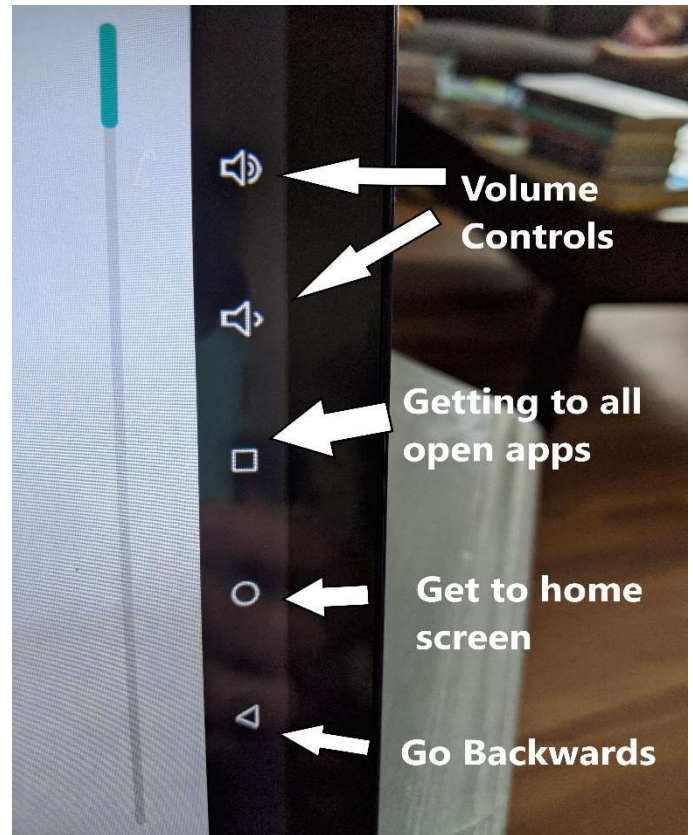 Volume
Controls
Getting to all
open apps
Get to home
screen
Go Backwards